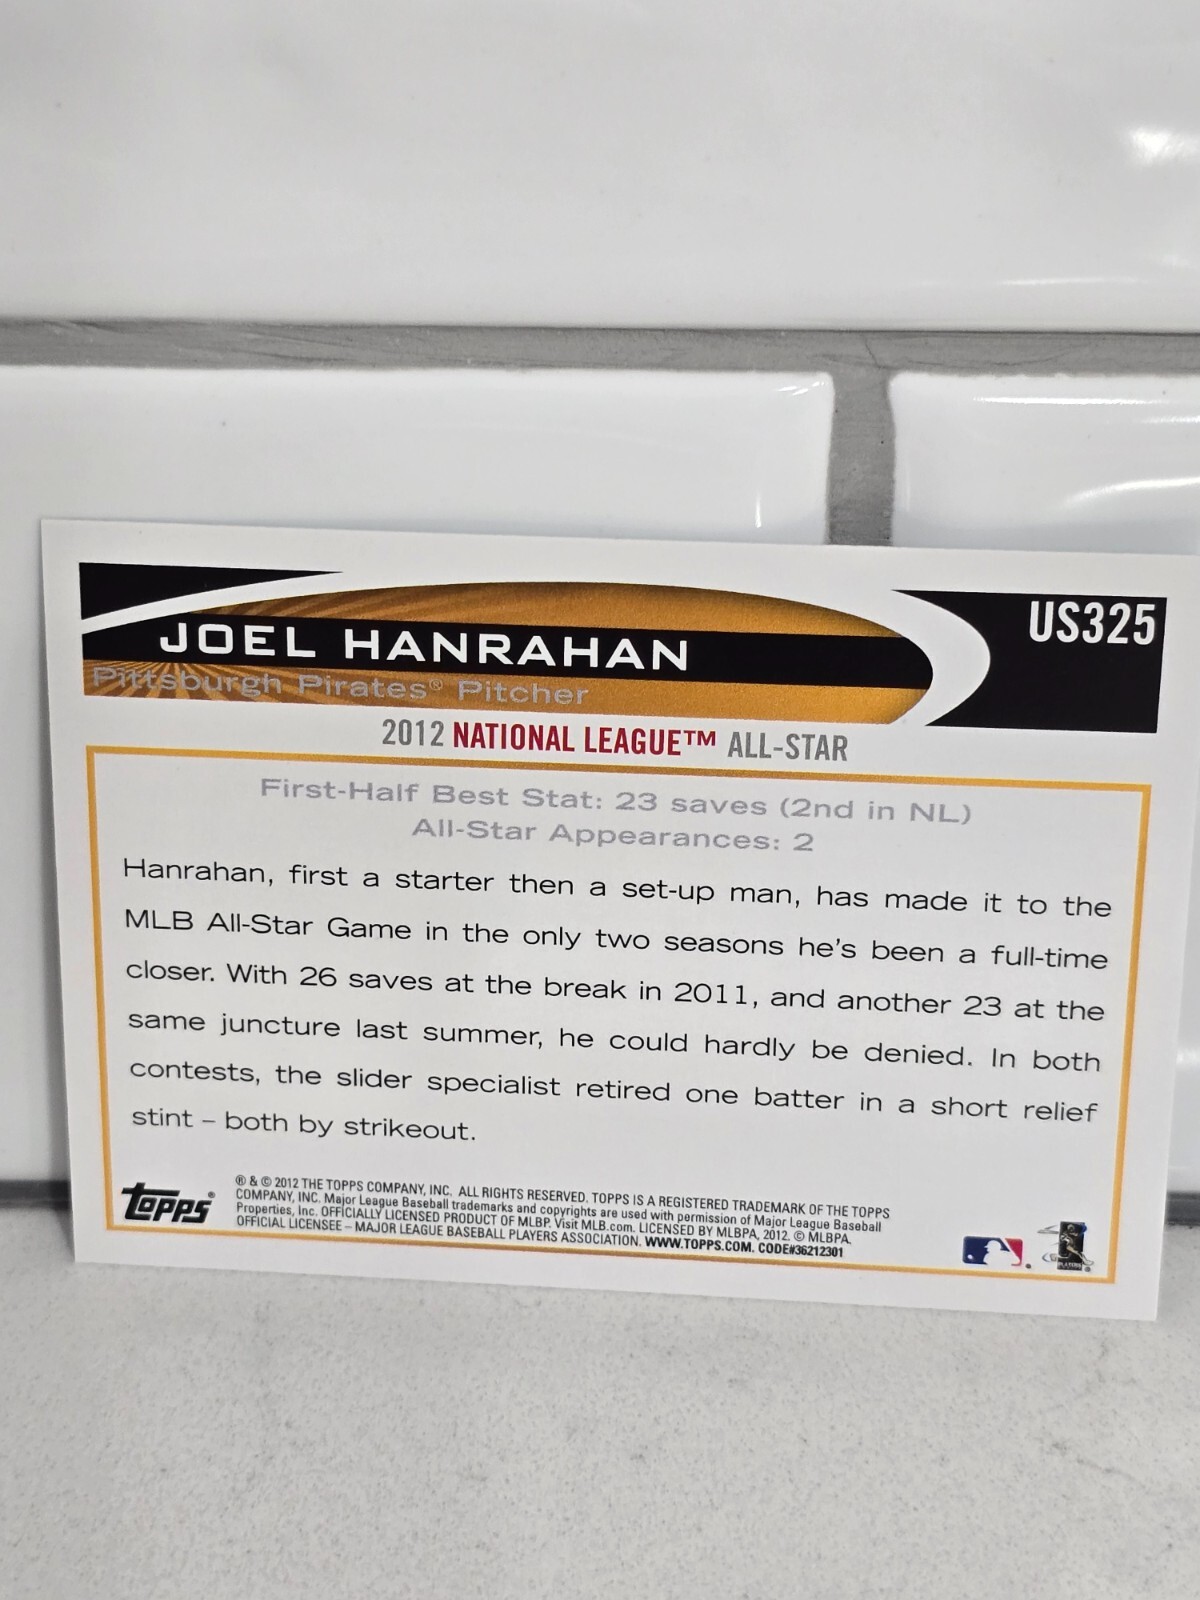 US325
JOEL HANRAHAN
Pittsburgh Pirates® Pitcher
2012 NATIONAL LEAGUE™ ALL-STAR
First-Half Best Stat: 23 saves (2nd in NL)
All-Star Appearances: 2
Hanrahan, first a starter then a set-up man, has made it to the
MLB All-Star Game in the only two seasons he's been a full-time
closer. With 26 saves at the break in 2011, and another 23 at the
same juncture last summer, he could hardly be denied. In both
contests, the slider specialist retired one batter in a short relief
stint – both by strikeout.
topps®
® & © 2012 THE TOPPS COMPANY, INC. ALL RIGHTS RESERVED. TOPPS IS A REGISTERED TRADEMARK OF THE TOPPS
COMPANY, INC. Major League Baseball trademarks and copyrights are used with permission of Major League Baseball
Properties, Inc. OFFICIALLY LICENSED PRODUCT OF MLBP. Visit MLB.com. LICENSED BY MLBPA, 2012. © MLBPA.
OFFICIAL LICENSEE – MAJOR LEAGUE BASEBALL PLAYERS ASSOCIATION. WWW.TOPPS.COM. CODE#36212301
PLAYERS